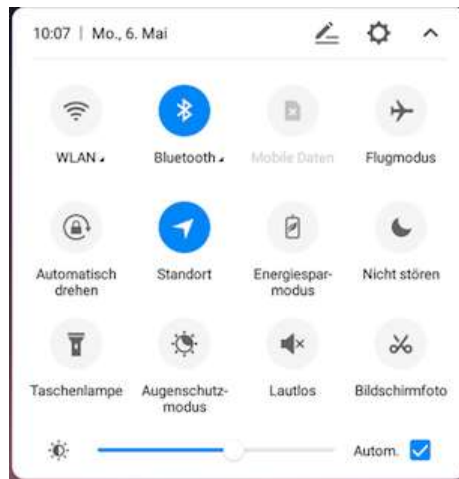 10:07 | Mo., 6. Mai
WLAN Bluetooth Mobile Daten Flugmodus
Automatisch Standort Energiespar- Nicht stören
drehen modus
Taschenlampe Augenschutz- Lautlos Bildschirmfoto
modus
Autom.